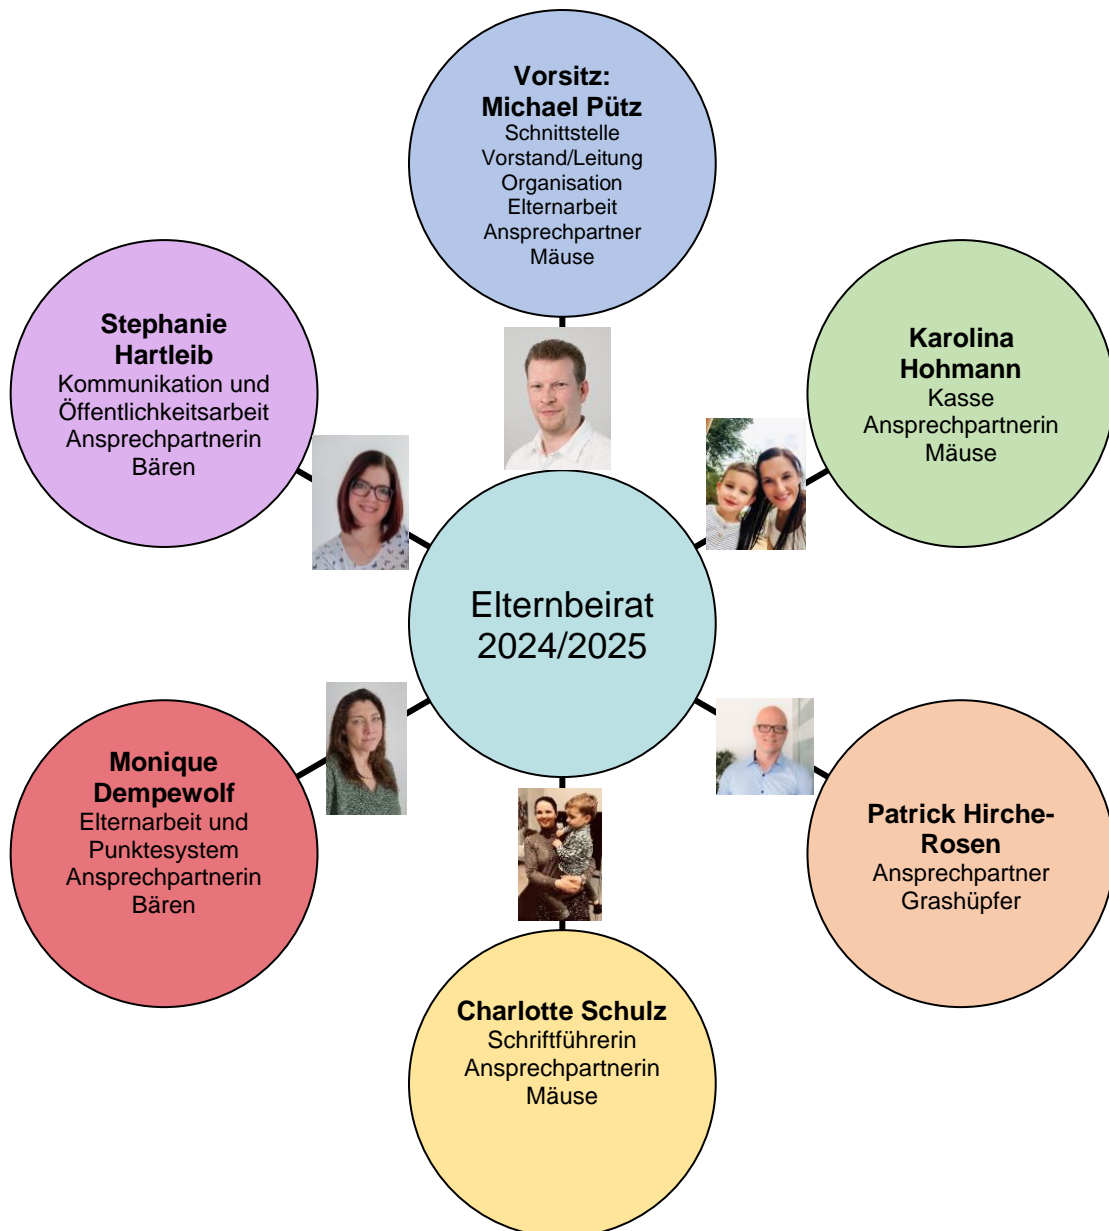 Vorsitz:
Michael Pütz
Schnittstelle
Vorstand/Leitung
Organisation
Elternarbeit
Ansprechpartner
Mäuse
Stephanie
Hartleib
Kommunikation und
Öffentlichkeitsarbeit
Ansprechpartnerin
Bären
Karolina
Hohmann
Kasse
Ansprechpartnerin
Mäuse
Elternbeirat
2024/2025
Monique
Dempewolf
Elternarbeit und
Punktesystem
Ansprechpartnerin
Bären
Patrick Hirche-
Rosen
Ansprechpartner
Grashüpfer
Charlotte Schulz
Schriftführerin
Ansprechpartnerin
Mäuse